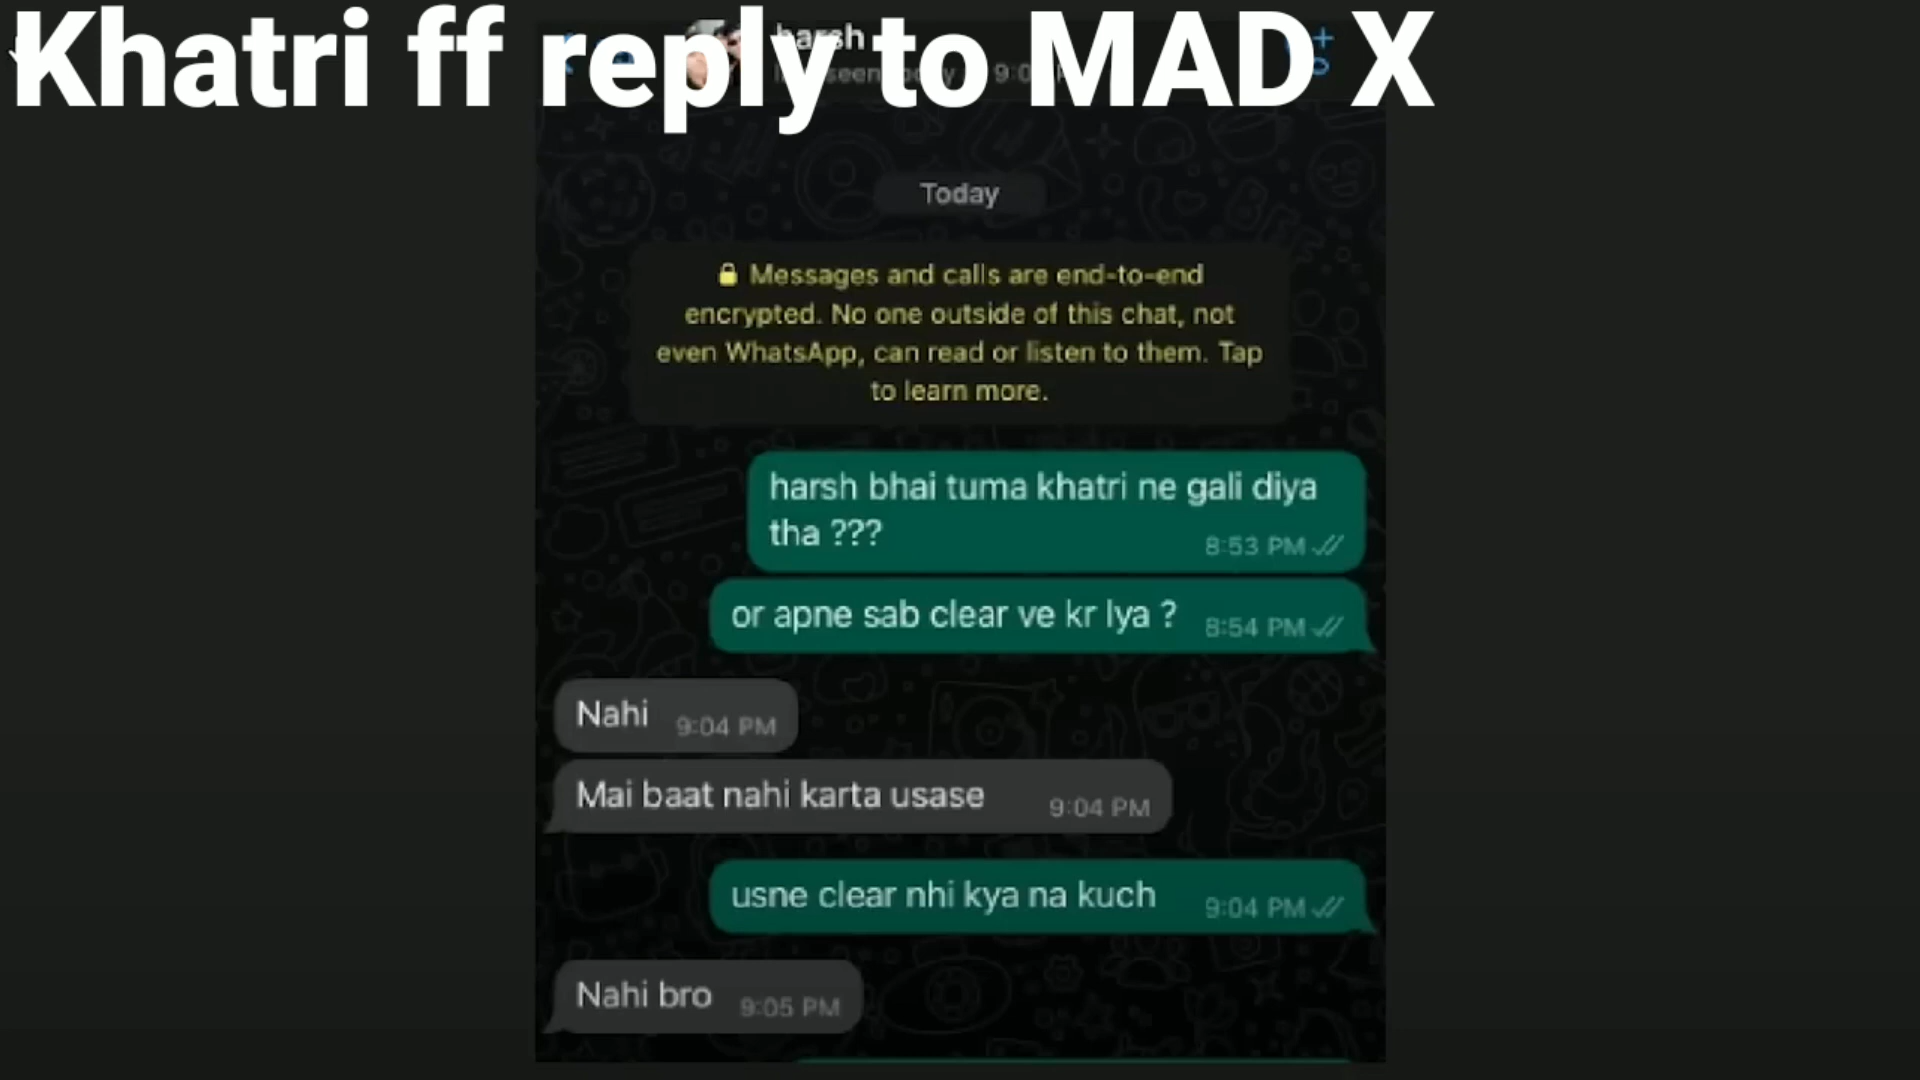 Khatri ff reply to MAD X
harsh
Today
🔒 Messages and calls are end-to-end
encrypted. No one outside of this chat, not
even WhatsApp, can read or listen to them. Tap
to learn more.
harsh bhai tuma khatri ne gali diya
tha ???
8:53 PM
or apne sab clear ve kr lya ? 8:54 PM
Nahi 9:04 PM
Mai baat nahi karta usase 9:04 PM
usne clear nhi kya na kuch 9:04 PM
Nahi bro 9:05 PM